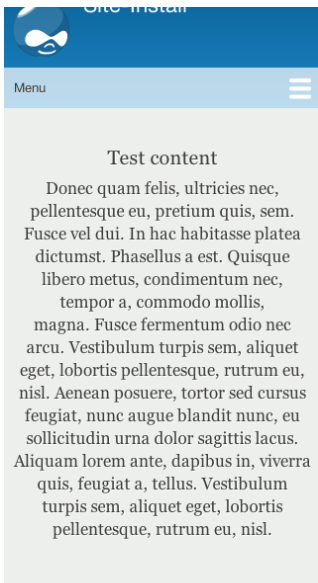 Site-Install
Menu
Test content
Donec quam felis, ultricies nec,
pellentesque eu, pretium quis, sem.
Fusce vel dui. In hac habitasse platea
dictumst. Phasellus a est. Quisque
libero metus, condimentum nec,
tempor a, commodo mollis,
magna. Fusce fermentum odio nec
arcu. Vestibulum turpis sem, aliquet
eget, lobortis pellentesque, rutrum eu,
nisl. Aenean posuere, tortor sed cursus
feugiat, nunc augue blandit nunc, eu
sollicitudin urna dolor sagittis lacus.
Aliquam lorem ante, dapibus in, viverra
quis, feugiat a, tellus. Vestibulum
turpis sem, aliquet eget, lobortis
pellentesque, rutrum eu, nisl.